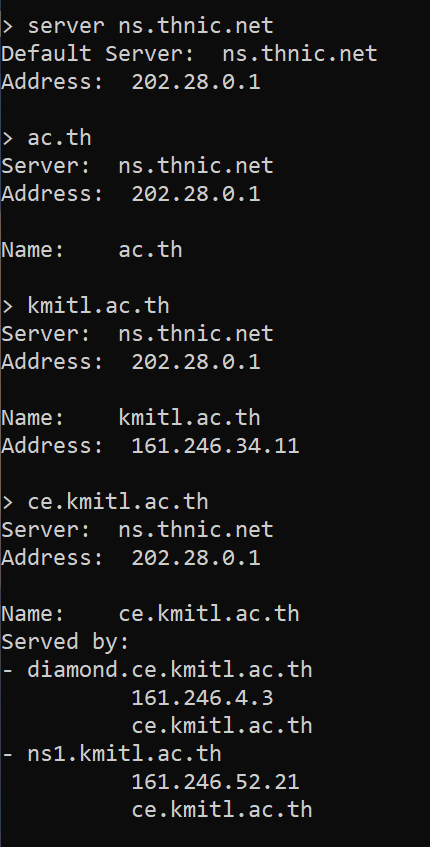 > server ns.thnic.net
Default Server:  ns.thnic.net
Address:  202.28.0.1
> ac.th
Server:  ns.thnic.net
Address:  202.28.0.1
Name:    ac.th
> kmitl.ac.th
Server:  ns.thnic.net
Address:  202.28.0.1
Name:    kmitl.ac.th
Address:  161.246.34.11
> ce.kmitl.ac.th
Server:  ns.thnic.net
Address:  202.28.0.1
Name:    ce.kmitl.ac.th
Served by:
- diamond.ce.kmitl.ac.th
161.246.4.3
ce.kmitl.ac.th
- ns1.kmitl.ac.th
161.246.52.21
ce.kmitl.ac.th